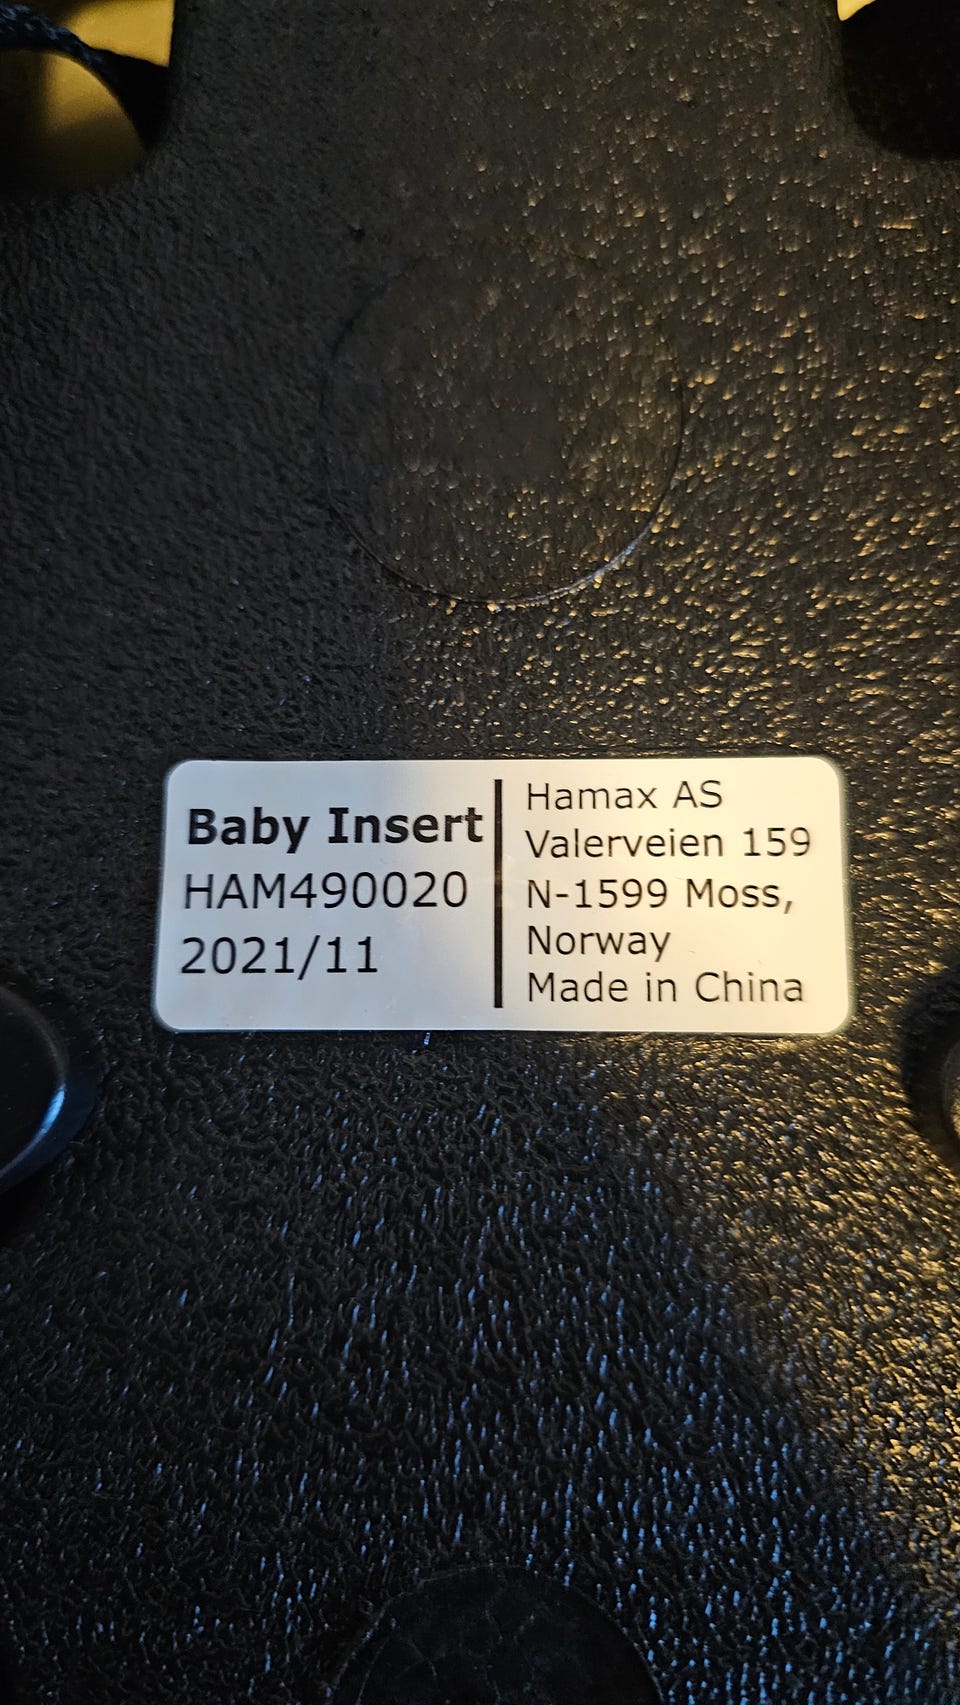 Baby Insert
HAM490020
2021/11
Hamax AS
Valerveien 159
N-1599 Moss,
Norway
Made in China